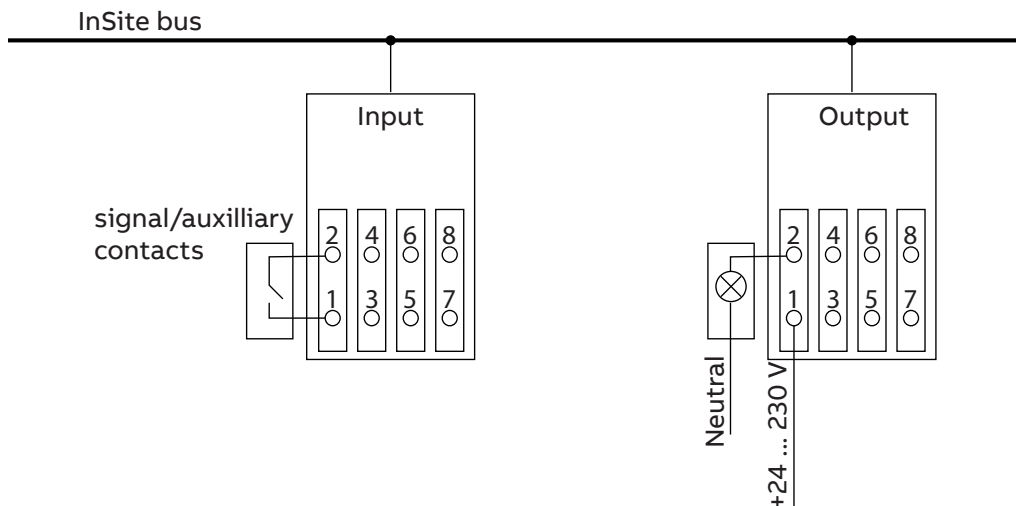 InSite bus
Input
Output
signal/auxilliary
contacts
2 4 6 8
1 3 5 7
2 4 6 8
1 3 5 7
Neutral
+24 ... 230 V